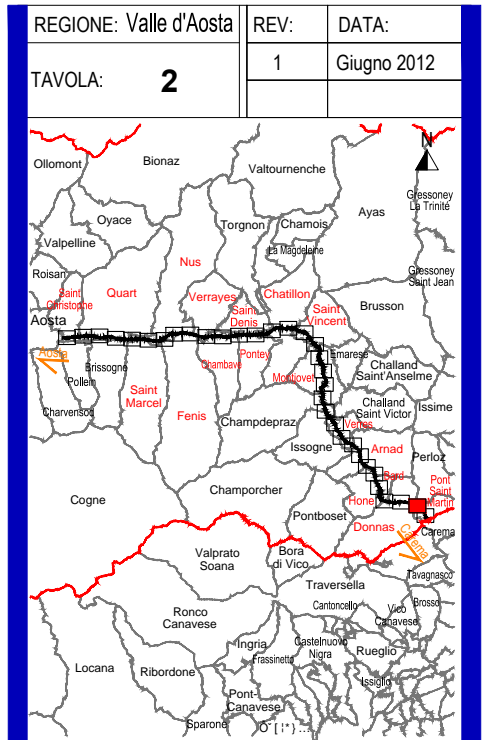 REGIONE: Valle d'Aosta
REV:
DATA:
TAVOLA: 2
1
Giugno 2012
N
Ollomont
Bionaz
Valtournenche
Ayas
Gressoney
La Trinité
Oyace
Torgnon
Chamois
Valpelline
La Magdeleine
Roisan
Nus
Gressoney
Saint Jean
Saint
Christophe
Quart
Verrayes
Chatillon
Brusson
Saint
Denis
Saint
Vincent
Aosta
Aosta
Brissogne
Chambave
Pontey
Emarese
Challand
Saint'Anselme
Pollein
Saint
Marcel
Montjovet
Charvensod
Fenis
Champdepraz
Challand
Saint Victor
Issime
Verres
Issogne
Arnad
Perloz
Cogne
Champorcher
Bard
Pont
Saint
Martin
Hone
Pontboset
Donnas
Carema
Carema
Valprato
Soana
Bora
di Vico
Traversella
Tavagnasco
Ronco
Canavese
Cantoncello
Vico
Canavese
Brosso
Ingria
Castelnuovo
Nigra
Rueglio
Locana
Ribordone
Frassinetto
Issiglio
Pont-
Canavese
Sparone